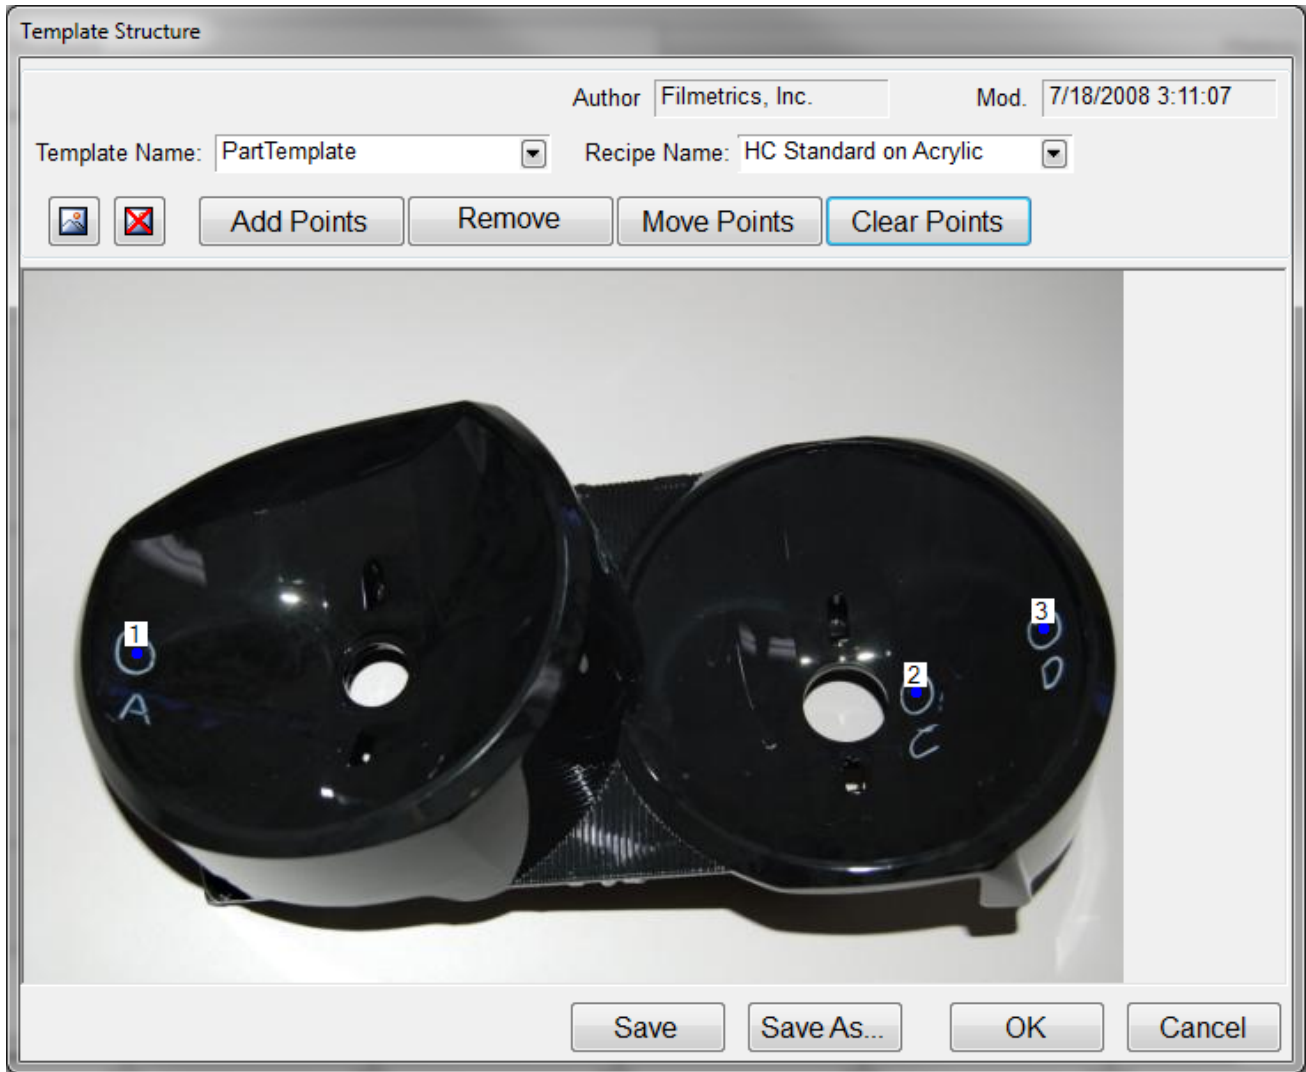 Template Structure
Author Filmetrics, Inc. Mod. 7/18/2008 3:11:07
Template Name: PartTemplate Recipe Name: HC Standard on Acrylic
Add Points Remove Move Points Clear Points
1
A
2
C
3
D
Save Save As... OK Cancel